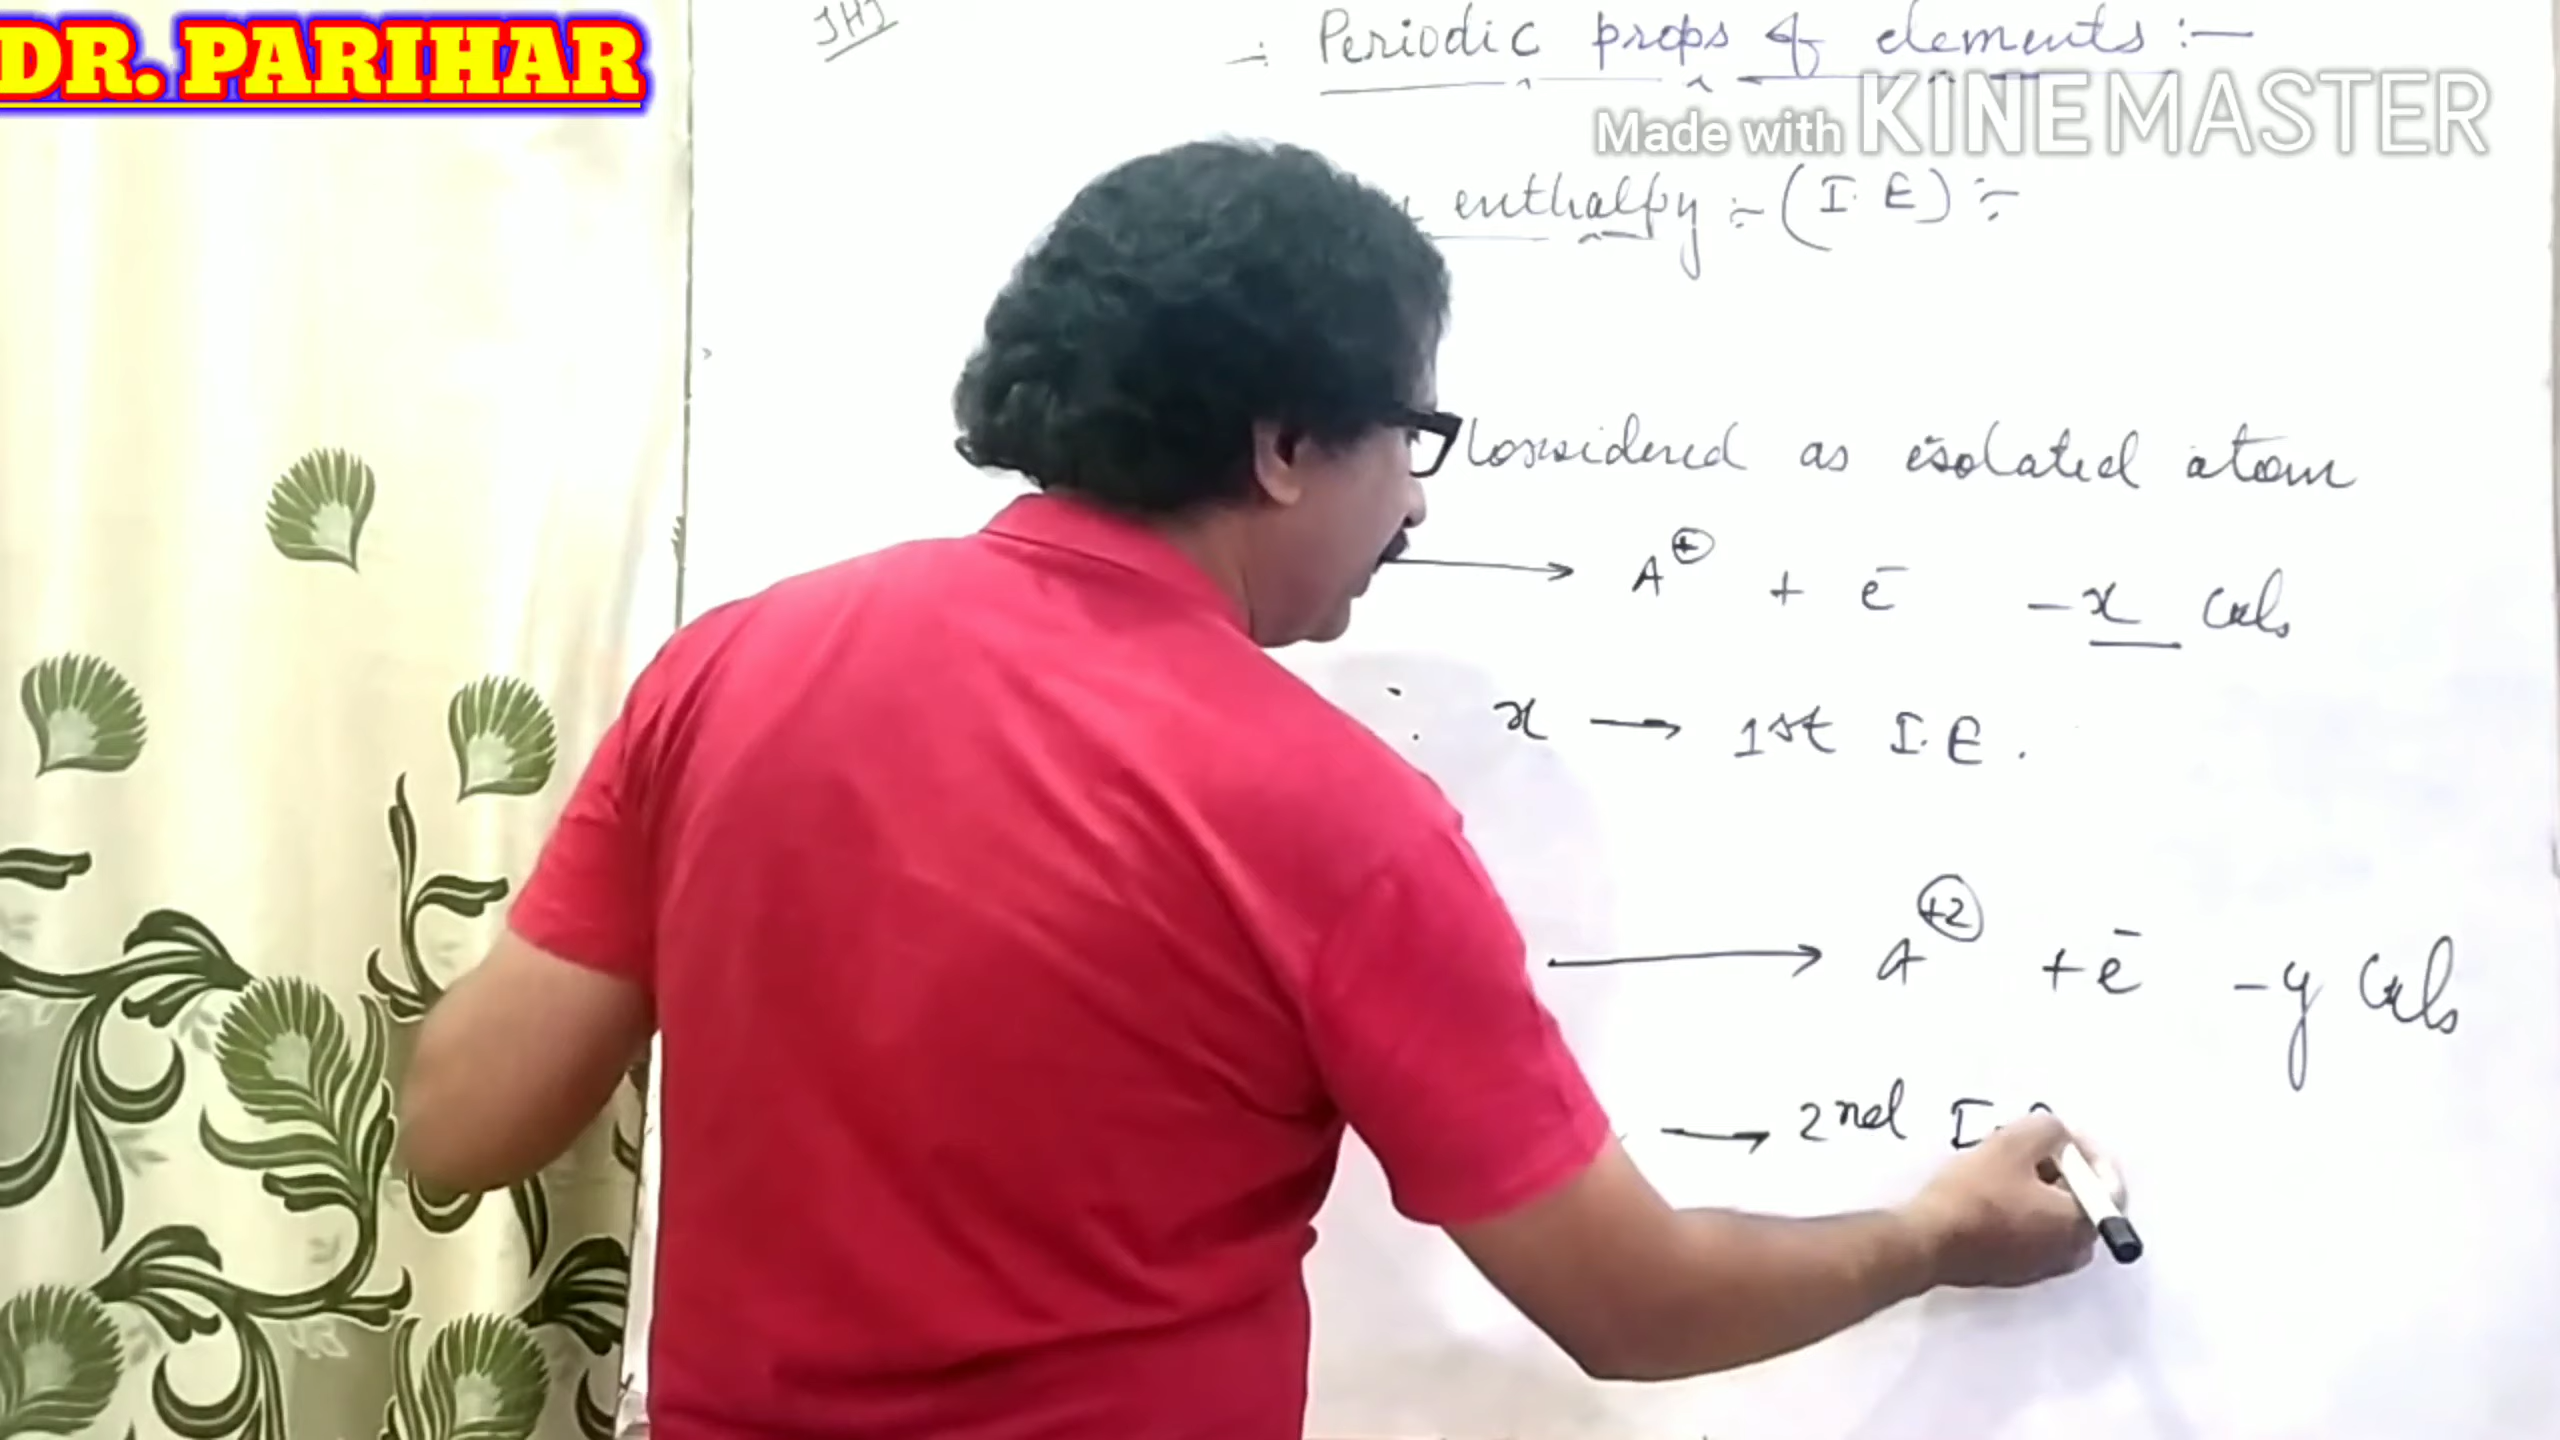 DR. PARIHAR
:- Periodic props of elements :-
Made with KINEMASTER
enthalpy :- (I.E) :-
Considered as isolated atom
→ A⊕ + e⁻ -x Cals
x → 1st I.E.
→ A(+2) + e⁻ -y Cals
→ 2nd I.